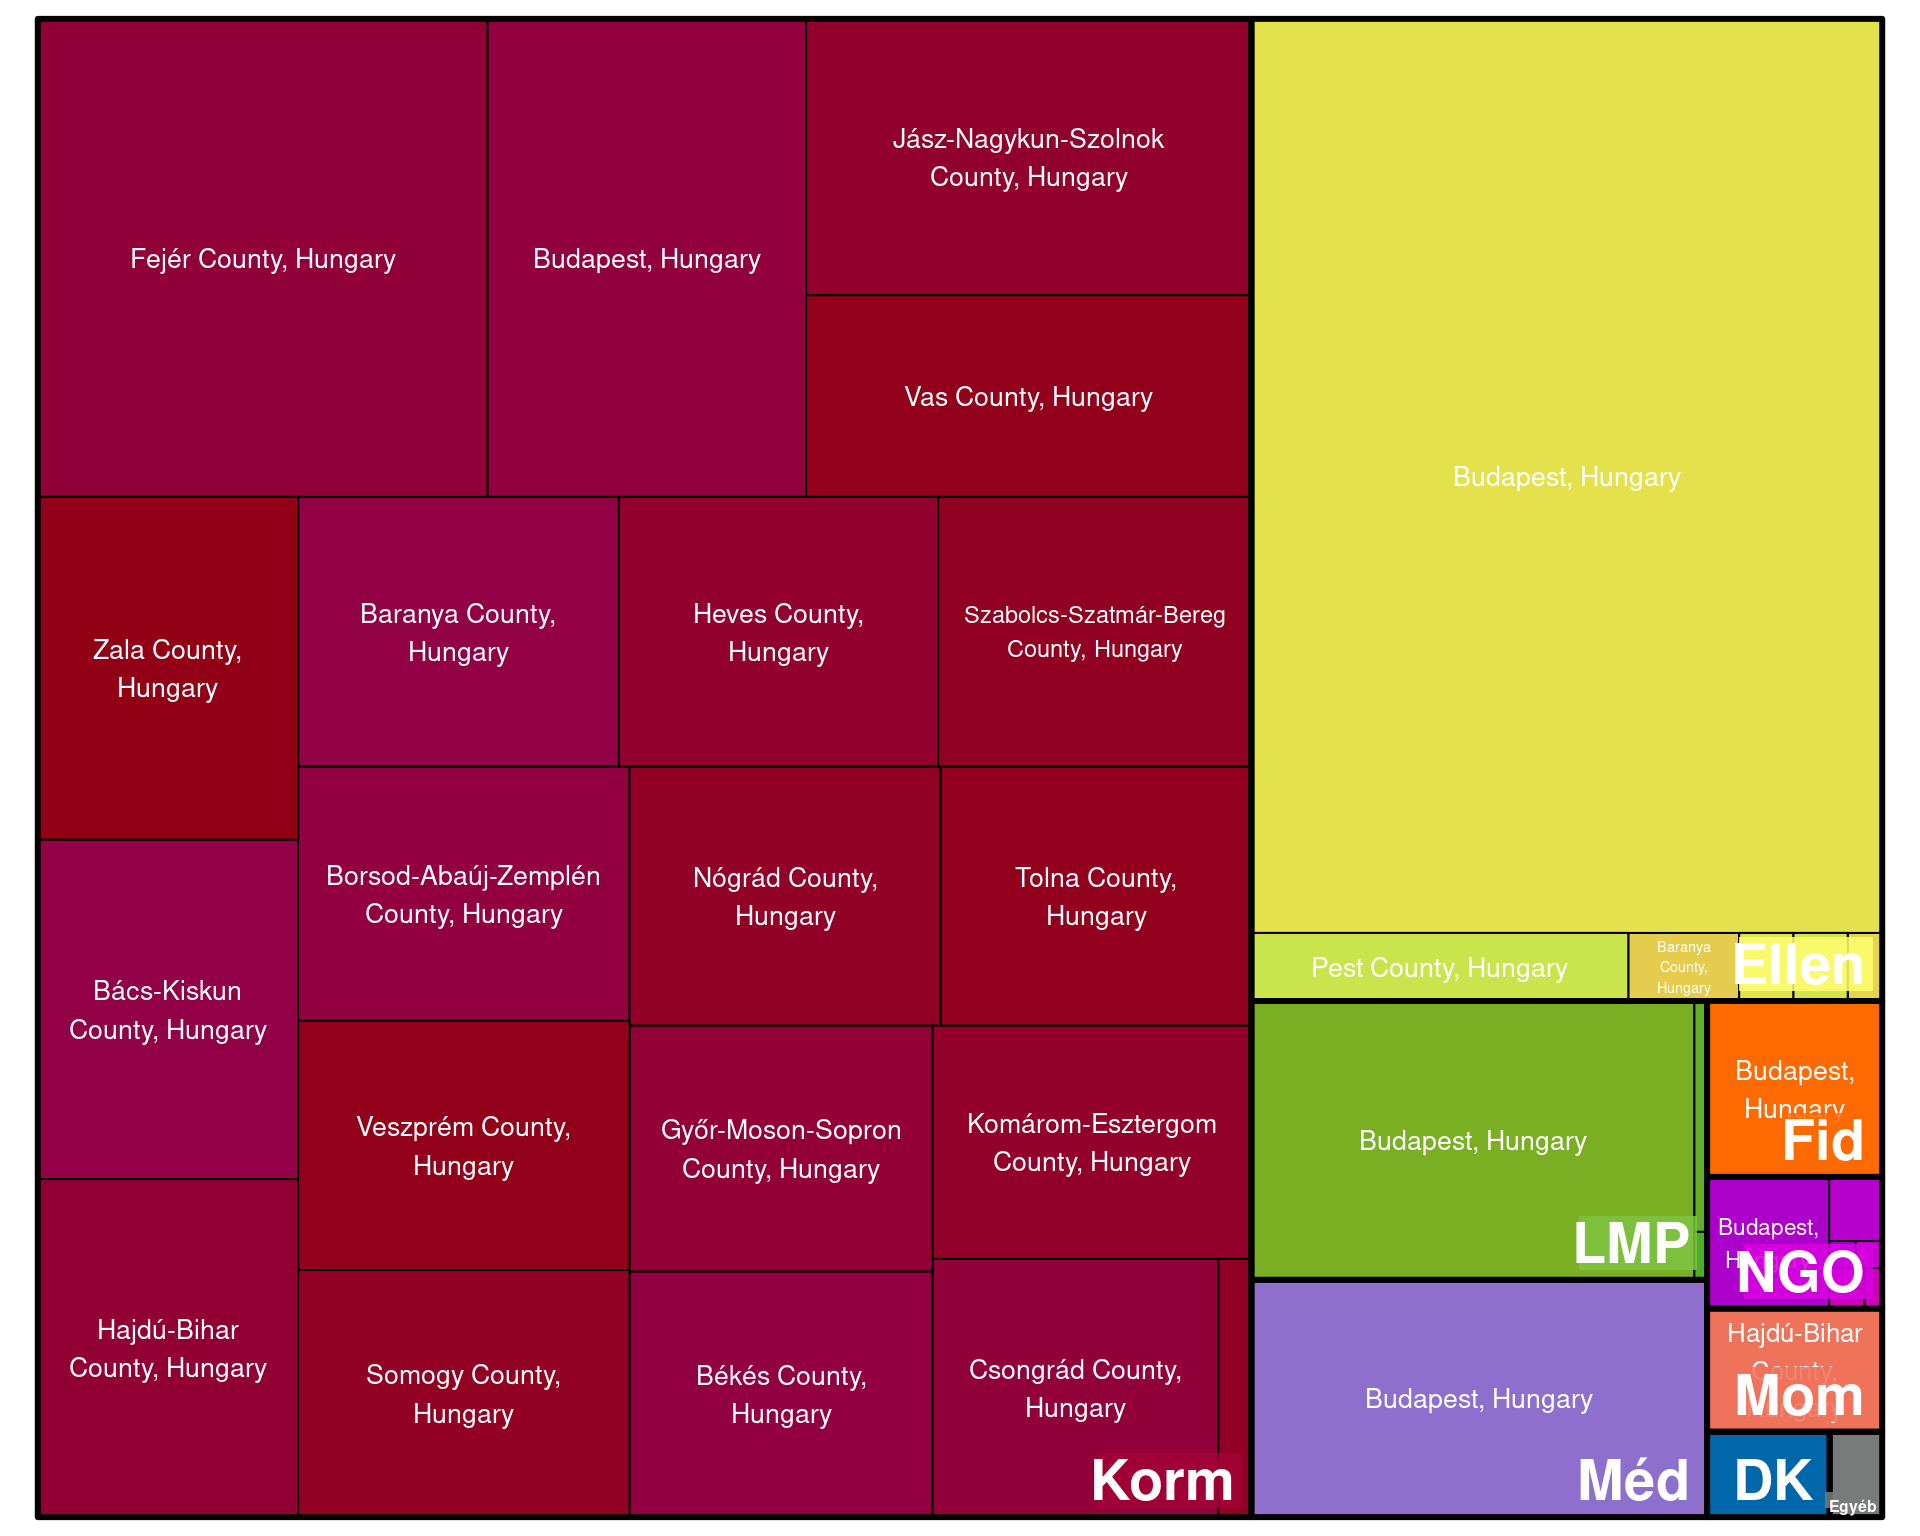 Fejér County, Hungary
Budapest, Hungary
Jász-Nagykun-Szolnok
County, Hungary
Vas County, Hungary
Zala County,
Hungary
Baranya County,
Hungary
Heves County,
Hungary
Szabolcs-Szatmár-Bereg
County, Hungary
Bács-Kiskun
County, Hungary
Borsod-Abaúj-Zemplén
County, Hungary
Nógrád County,
Hungary
Tolna County,
Hungary
Hajdú-Bihar
County, Hungary
Veszprém County,
Hungary
Győr-Moson-Sopron
County, Hungary
Komárom-Esztergom
County, Hungary
Somogy County,
Hungary
Békés County,
Hungary
Csongrád County,
Hungary
Korm
Budapest, Hungary
Pest County, Hungary
Baranya
County,
Hungary
Ellen
Budapest, Hungary
LMP
Budapest,
Hungary
Fid
Budapest,
NGO
Budapest, Hungary
Méd
Hajdú-Bihar
County,
Mom
DK
Egyéb